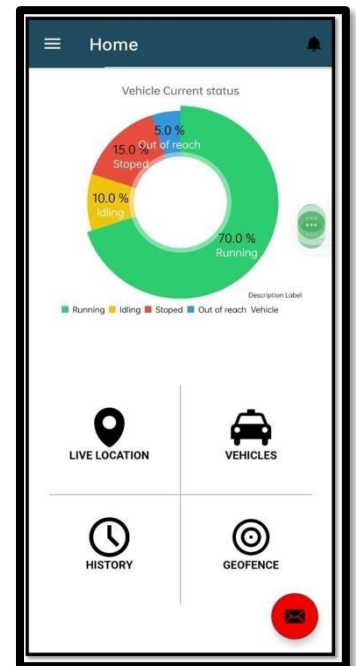 Home
Vehicle Current status
5.0 %
Out of reach
15.0 %
Stoped
10.0 %
Idling
70.0 %
Running
Description Label
Running Idling Stoped Out of reach Vehicle
LIVE LOCATION VEHICLES
HISTORY GEOFENCE